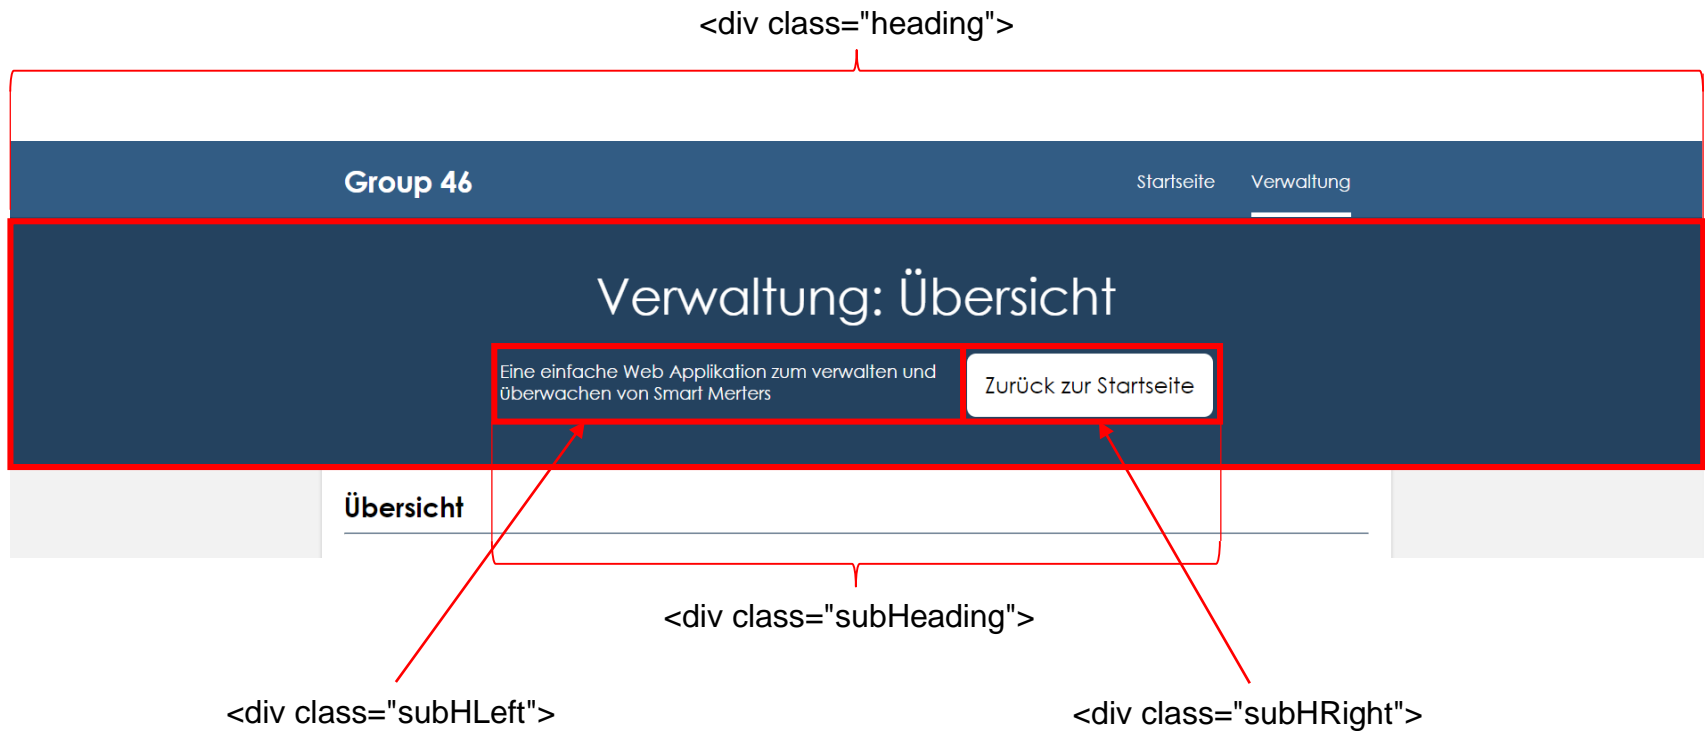 <div class="heading">
Group 46
Startseite Verwaltung
Verwaltung: Übersicht
Eine einfache Web Applikation zum verwalten und
überwachen von Smart Merters
Zurück zur Startseite
Übersicht
<div class="subHeading">
<div class="subHLeft">
<div class="subHRight">